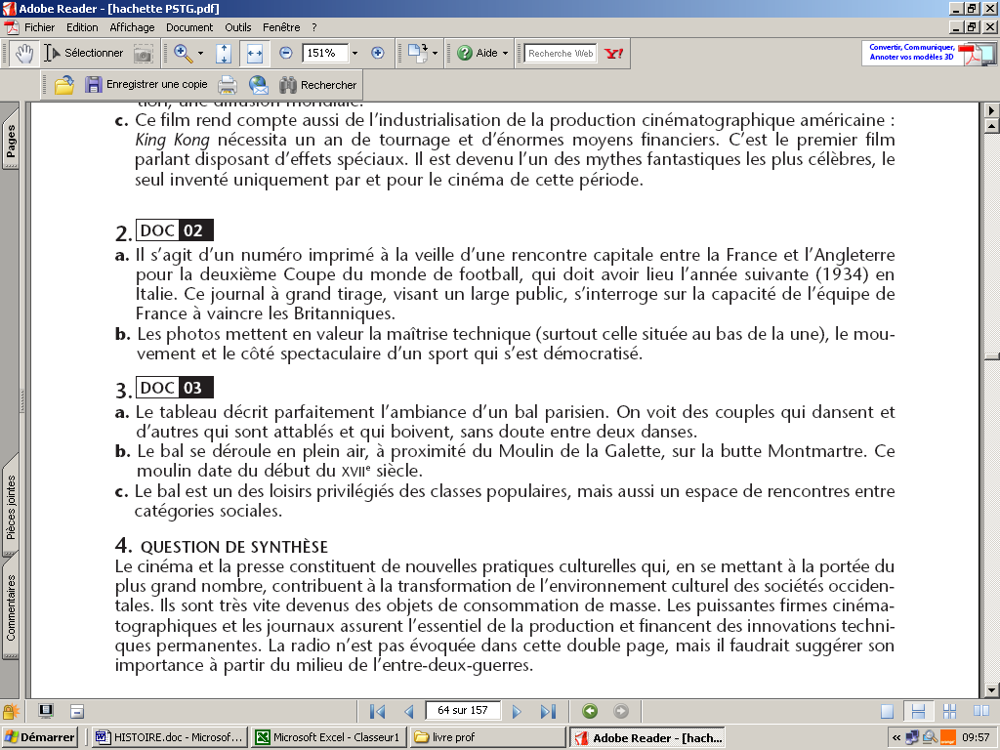 Adobe Reader - [hachette PSTG.pdf]
Fichier Edition Affichage Document Outils Fenêtre ?
Sélectionner 151% Aide Recherche Web Y!
Convertir, Communiquer,
Annoter vos modèles 3D
Enregistrer une copie Rechercher
Pages
Pièces jointes
Commentaires
tion, une diffusion mondiale.
c. Ce film rend compte aussi de l'industrialisation de la production cinématographique américaine :
King Kong nécessita un an de tournage et d'énormes moyens financiers. C'est le premier film
parlant disposant d'effets spéciaux. Il est devenu l'un des mythes fantastiques les plus célèbres, le
seul inventé uniquement par et pour le cinéma de cette période.
2. DOC 02
a. Il s'agit d'un numéro imprimé à la veille d'une rencontre capitale entre la France et l'Angleterre
pour la deuxième Coupe du monde de football, qui doit avoir lieu l'année suivante (1934) en
Italie. Ce journal à grand tirage, visant un large public, s'interroge sur la capacité de l'équipe de
France à vaincre les Britanniques.
b. Les photos mettent en valeur la maîtrise technique (surtout celle située au bas de la une), le mou-
vement et le côté spectaculaire d'un sport qui s'est démocratisé.
3. DOC 03
a. Le tableau décrit parfaitement l'ambiance d'un bal parisien. On voit des couples qui dansent et
d'autres qui sont attablés et qui boivent, sans doute entre deux danses.
b. Le bal se déroule en plein air, à proximité du Moulin de la Galette, sur la butte Montmartre. Ce
moulin date du début du XVIIe siècle.
c. Le bal est un des loisirs privilégiés des classes populaires, mais aussi un espace de rencontres entre
catégories sociales.
4. QUESTION DE SYNTHÈSE
Le cinéma et la presse constituent de nouvelles pratiques culturelles qui, en se mettant à la portée du
plus grand nombre, contribuent à la transformation de l'environnement culturel des sociétés occiden-
tales. Ils sont très vite devenus des objets de consommation de masse. Les puissantes firmes cinéma-
tographiques et les journaux assurent l'essentiel de la production et financent des innovations techni-
ques permanentes. La radio n'est pas évoquée dans cette double page, mais il faudrait suggérer son
importance à partir du milieu de l'entre-deux-guerres.
64 sur 157
Démarrer HISTOIRE.doc - Microsof... Microsoft Excel - Classeur1 livre prof Adobe Reader - [hach... « 09:57